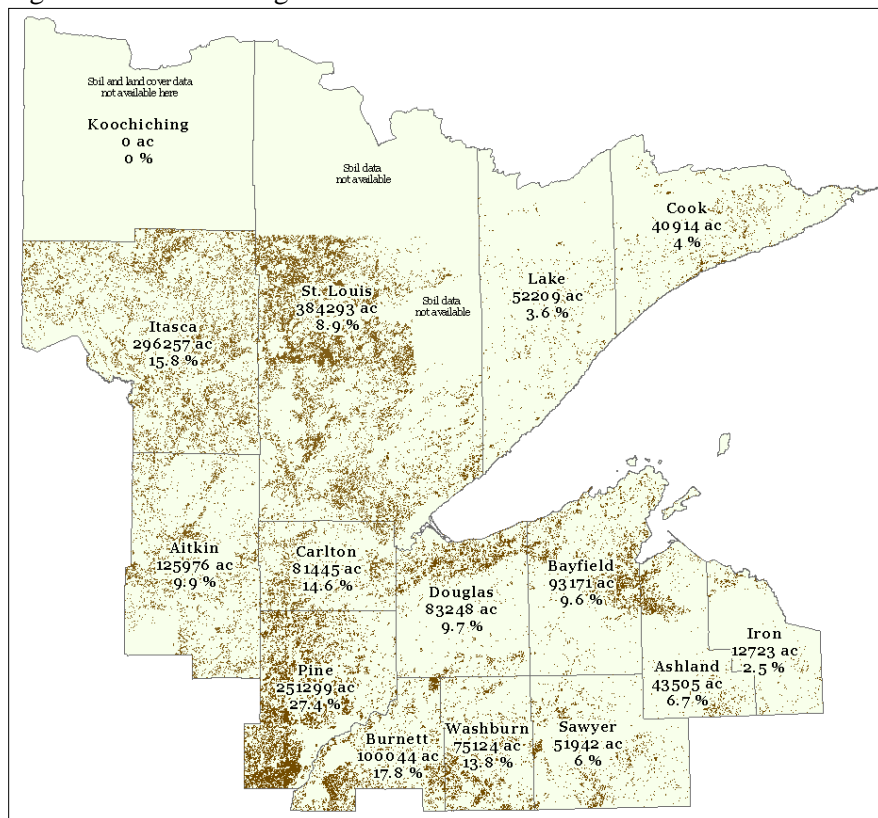 Soil and land cover data
not available here
Koochiching
0 ac
0 %
Soil data
not available
Cook
40914 ac
4 %
Lake
52209 ac
3.6 %
St. Louis
384293 ac
8.9 %
Soil data
not available
Itasca
296257 ac
15.8 %
Aitkin
125976 ac
9.9 %
Carlton
81445 ac
14.6 %
Douglas
83248 ac
9.7 %
Bayfield
93171 ac
9.6 %
Iron
12723 ac
2.5 %
Ashland
43505 ac
6.7 %
Pine
251299 ac
27.4 %
Burnett
100044 ac
17.8 %
Washburn
75124 ac
13.8 %
Sawyer
51942 ac
6 %